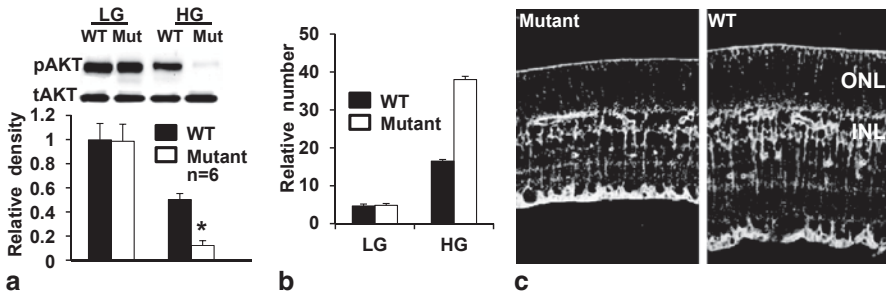 LG HG
WT Mut WT Mut
pAKT
tAKT
Relative density
1.2
1
0.8
0.6
0.4
0.2
0
WT
Mutant
n=6
*
LG HG
a
Relative number
50
40
30
20
10
0
WT
Mutant
LG HG
b
Mutant
WT
ONL
INL
c